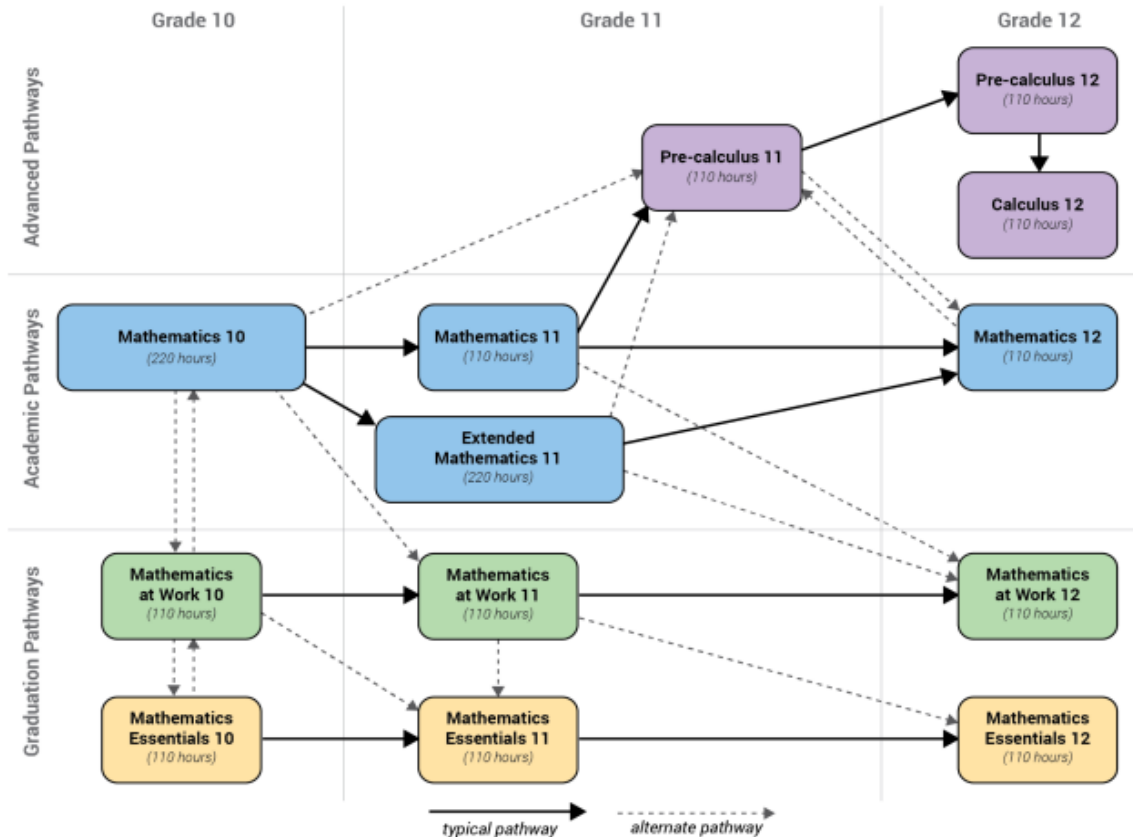 Grade 10
Grade 11
Grade 12
Advanced Pathways
Pre-calculus 12
(110 hours)
Pre-calculus 11
(110 hours)
Calculus 12
(110 hours)
Academic Pathways
Mathematics 10
(220 hours)
Mathematics 11
(110 hours)
Mathematics 12
(110 hours)
Extended
Mathematics 11
(220 hours)
Graduation Pathways
Mathematics
at Work 10
(110 hours)
Mathematics
at Work 11
(110 hours)
Mathematics
at Work 12
(110 hours)
Mathematics
Essentials 10
(110 hours)
Mathematics
Essentials 11
(110 hours)
Mathematics
Essentials 12
(110 hours)
typical pathway
alternate pathway